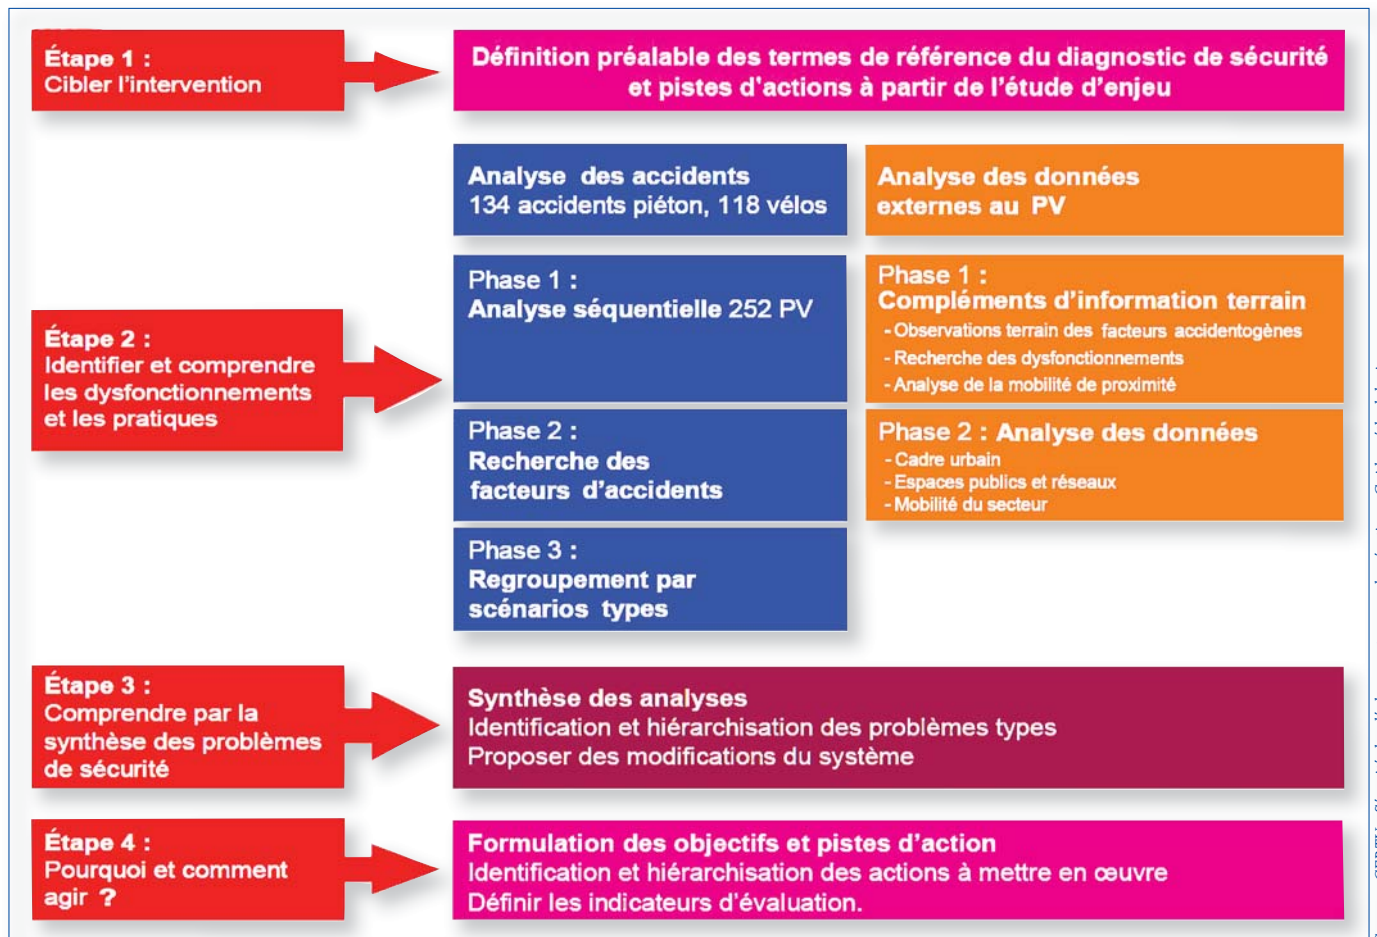 Étape 1 :
Cibler l'intervention
Définition préalable des termes de référence du diagnostic de sécurité
et pistes d'actions à partir de l'étude d'enjeu
Étape 2 :
Identifier et comprendre
les dysfonctionnements
et les pratiques
Analyse des accidents
134 accidents piéton, 118 vélos
Phase 1 :
Analyse séquentielle 252 PV
Phase 2 :
Recherche des
facteurs d'accidents
Phase 3 :
Regroupement par
scénarios types
Analyse des données
externes au PV
Phase 1 :
Compléments d'information terrain
- Observations terrain des facteurs accidentogènes
- Recherche des dysfonctionnements
- Analyse de la mobilité de proximité
Phase 2 : Analyse des données
- Cadre urbain
- Espaces publics et réseaux
- Mobilité du secteur
Étape 3 :
Comprendre par la
synthèse des problèmes
de sécurité
Synthèse des analyses
Identification et hiérarchisation des problèmes types
Proposer des modifications du système
Étape 4 :
Pourquoi et comment
agir ?
Formulation des objectifs et pistes d'action
Identification et hiérarchisation des actions à mettre en œuvre
Définir les indicateurs d'évaluation.